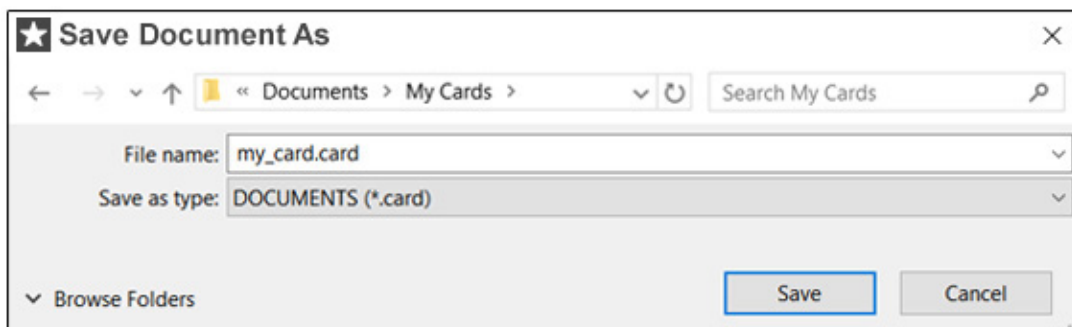 Save Document As
« Documents > My Cards >
Search My Cards
File name: my_card.card
Save as type: DOCUMENTS (*.card)
Browse Folders
Save
Cancel